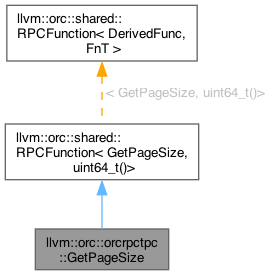 llvm::orc::shared::
RPCFunction< DerivedFunc,
FnT >
< GetPageSize, uint64_t()>
llvm::orc::shared::
RPCFunction< GetPageSize,
uint64_t()>
llvm::orc::orcrpctpc
::GetPageSize